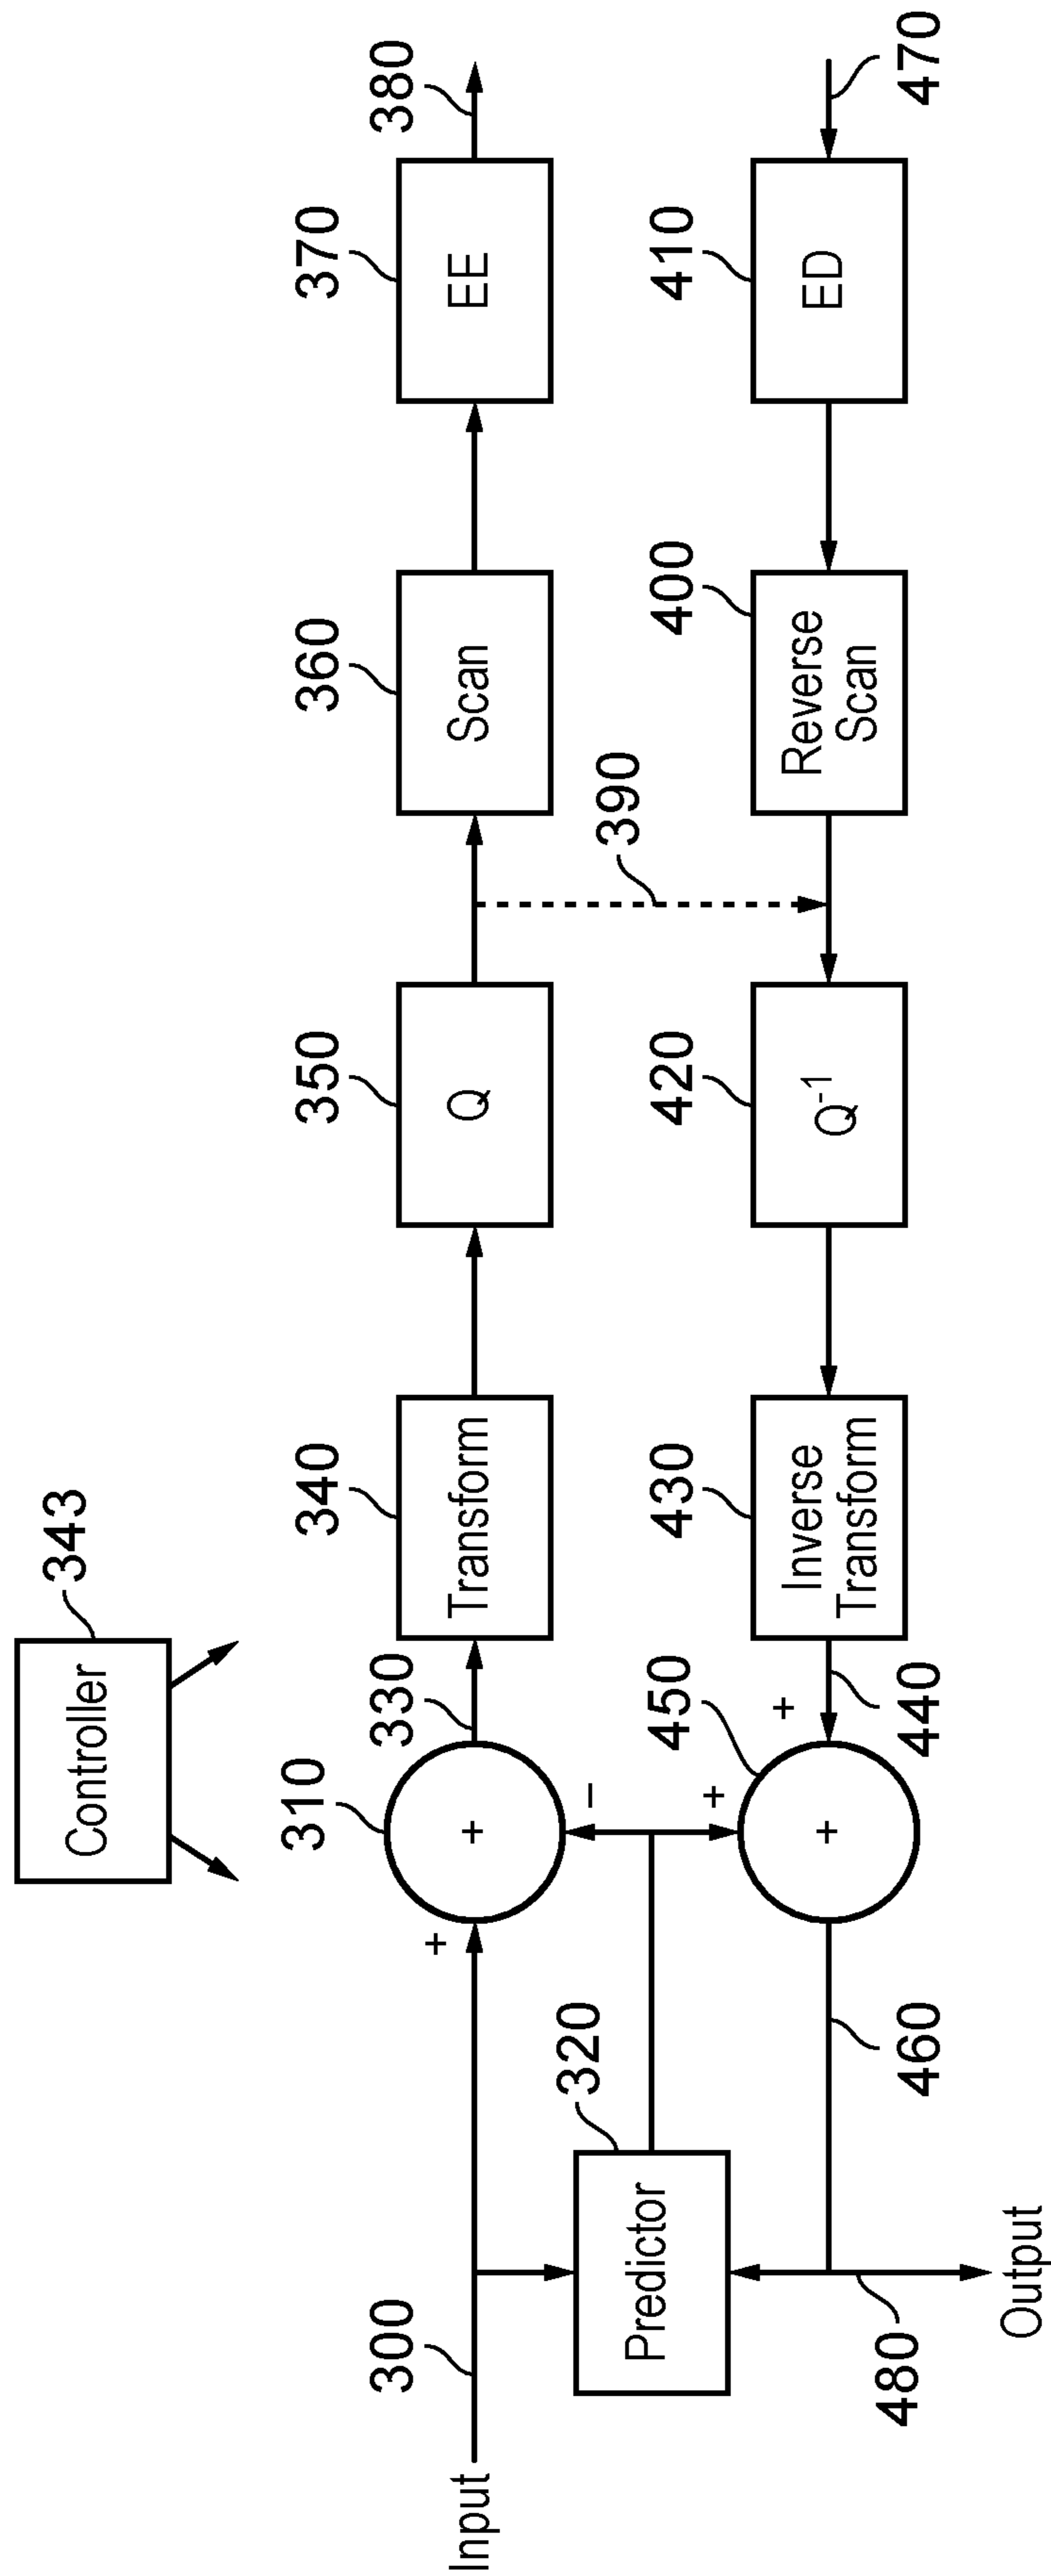 Controller
343
310
330
340
350
360
370
380
+
+
Transform
Q
Scan
EE
Input
300
320
Predictor
−
+
390
450
430
420
400
410
+
+
Inverse
Transform
Q-1
Reverse
Scan
ED
480
460
440
470
Output